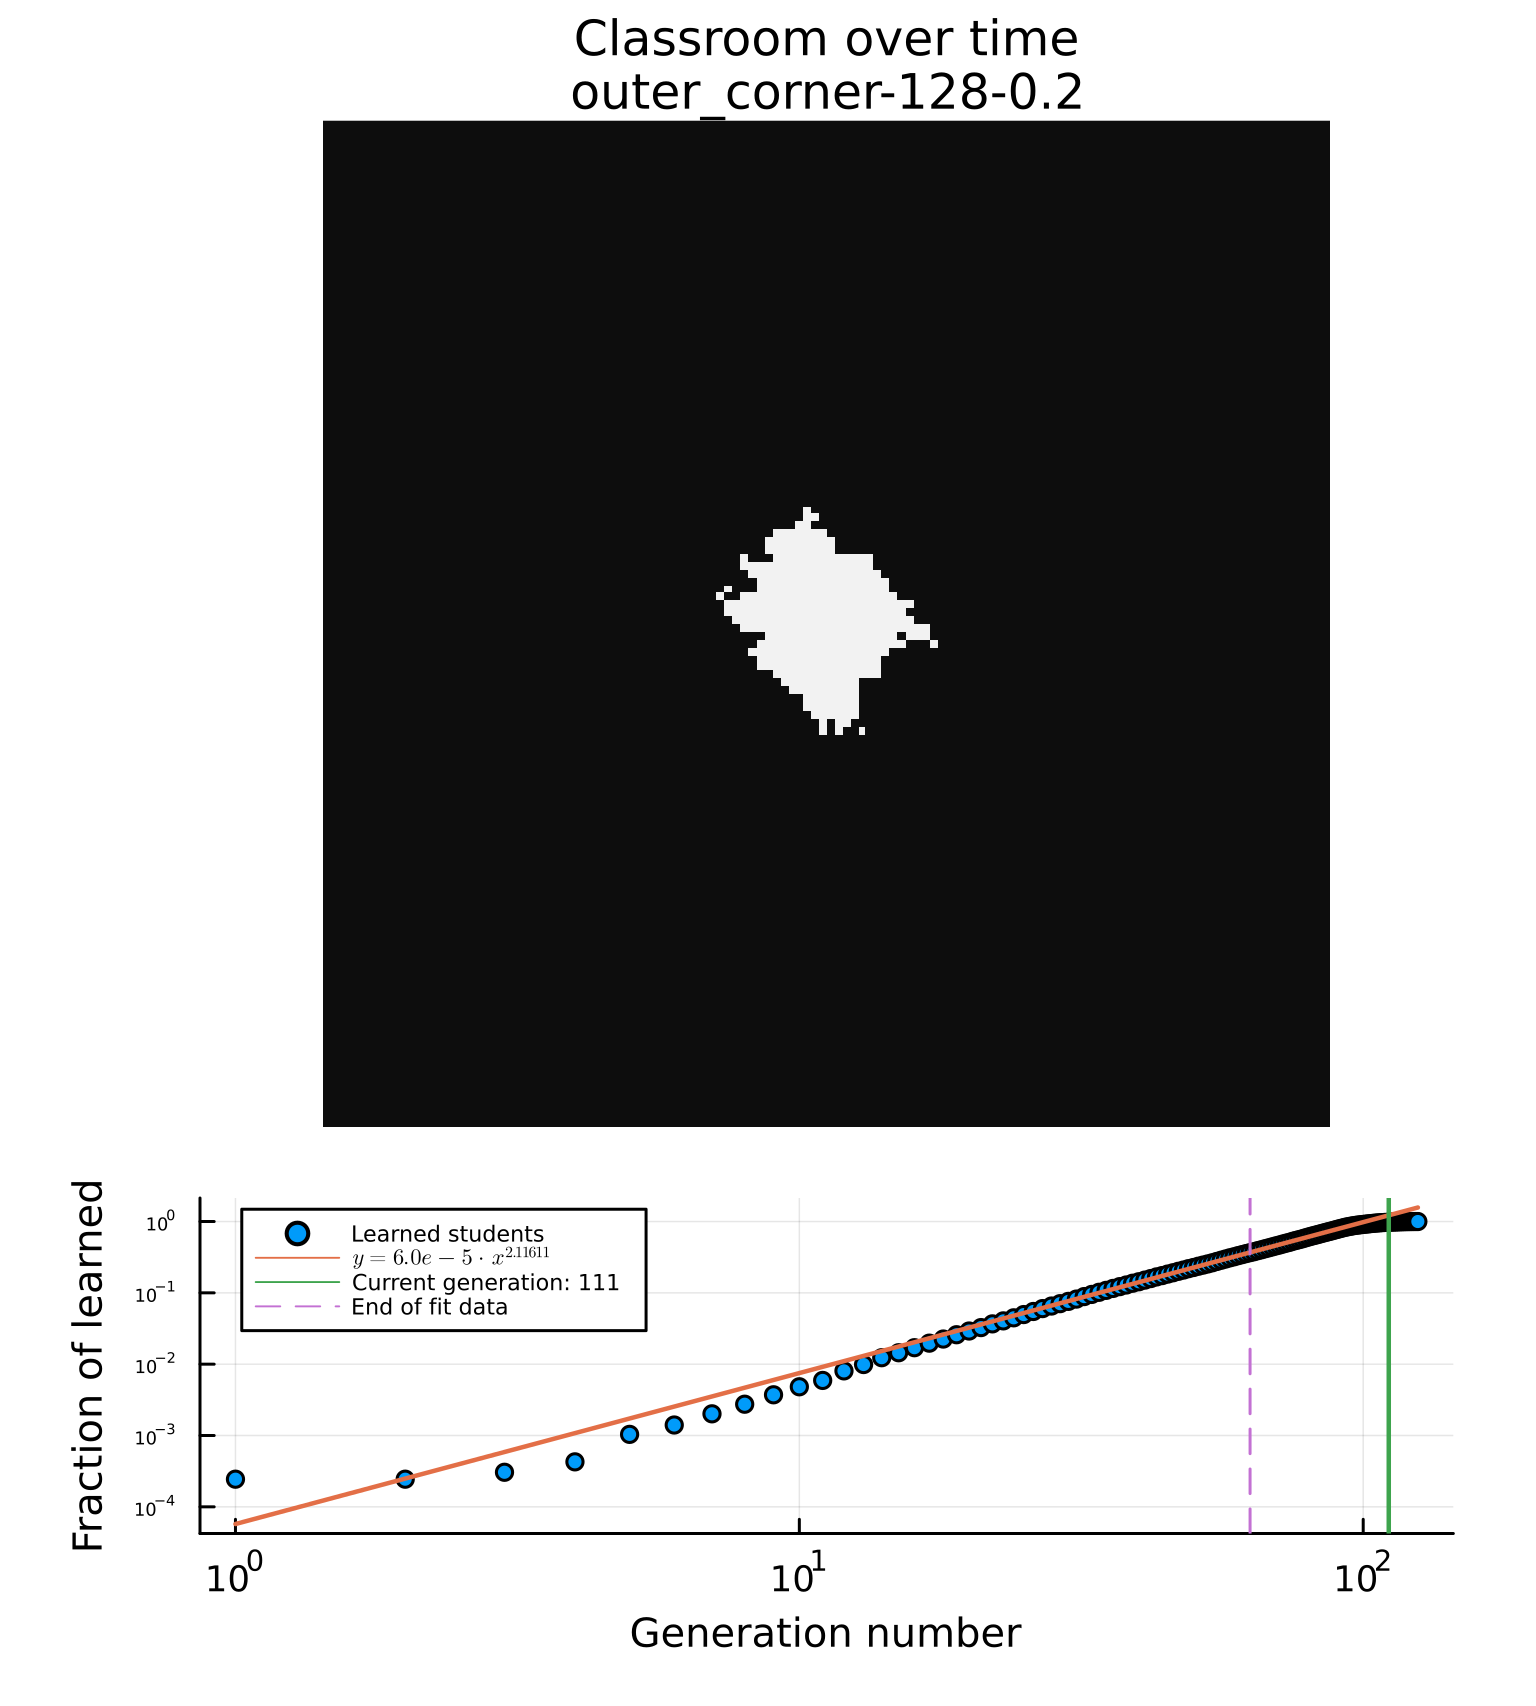 Classroom over time
outer_corner-128-0.2
Fraction of learned
10^0
10^−1
10^−2
10^−3
10^−4
Learned students
y = 6.0e − 5 · x^2.11611
Current generation: 111
End of fit data
10^0 10^1 10^2
Generation number